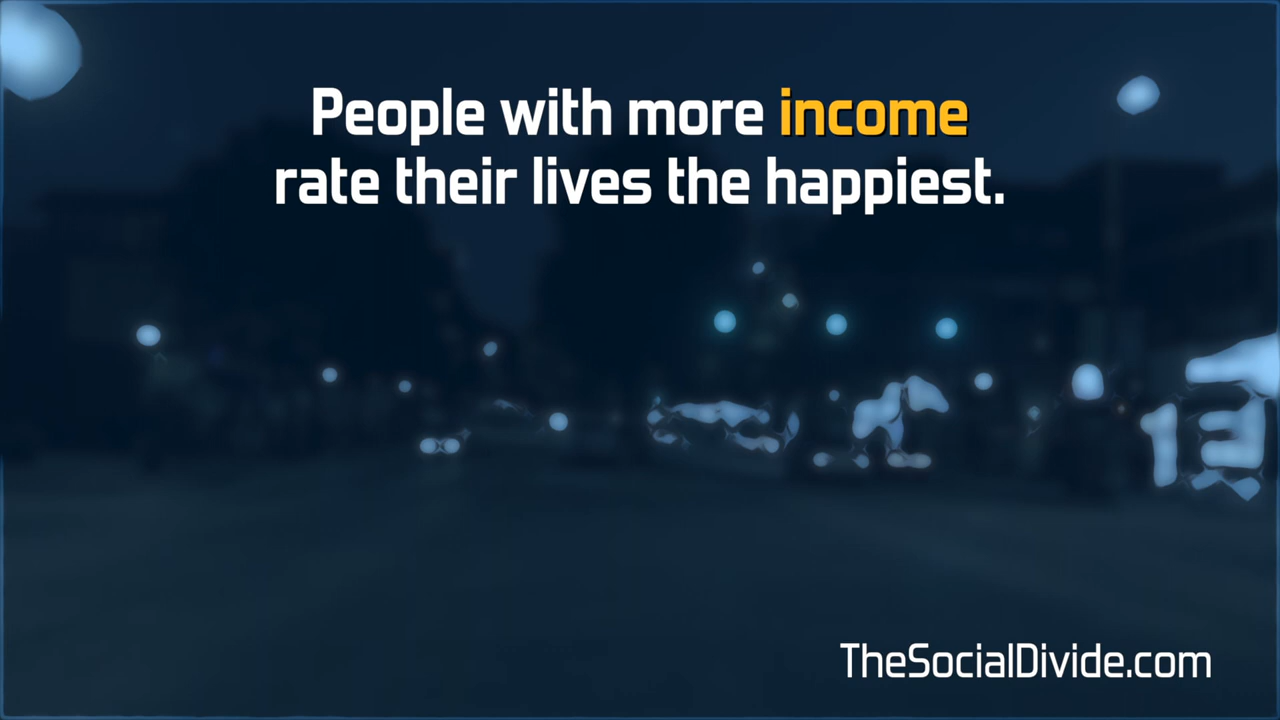 People with more income
rate their lives the happiest.
TheSocialDivide.com